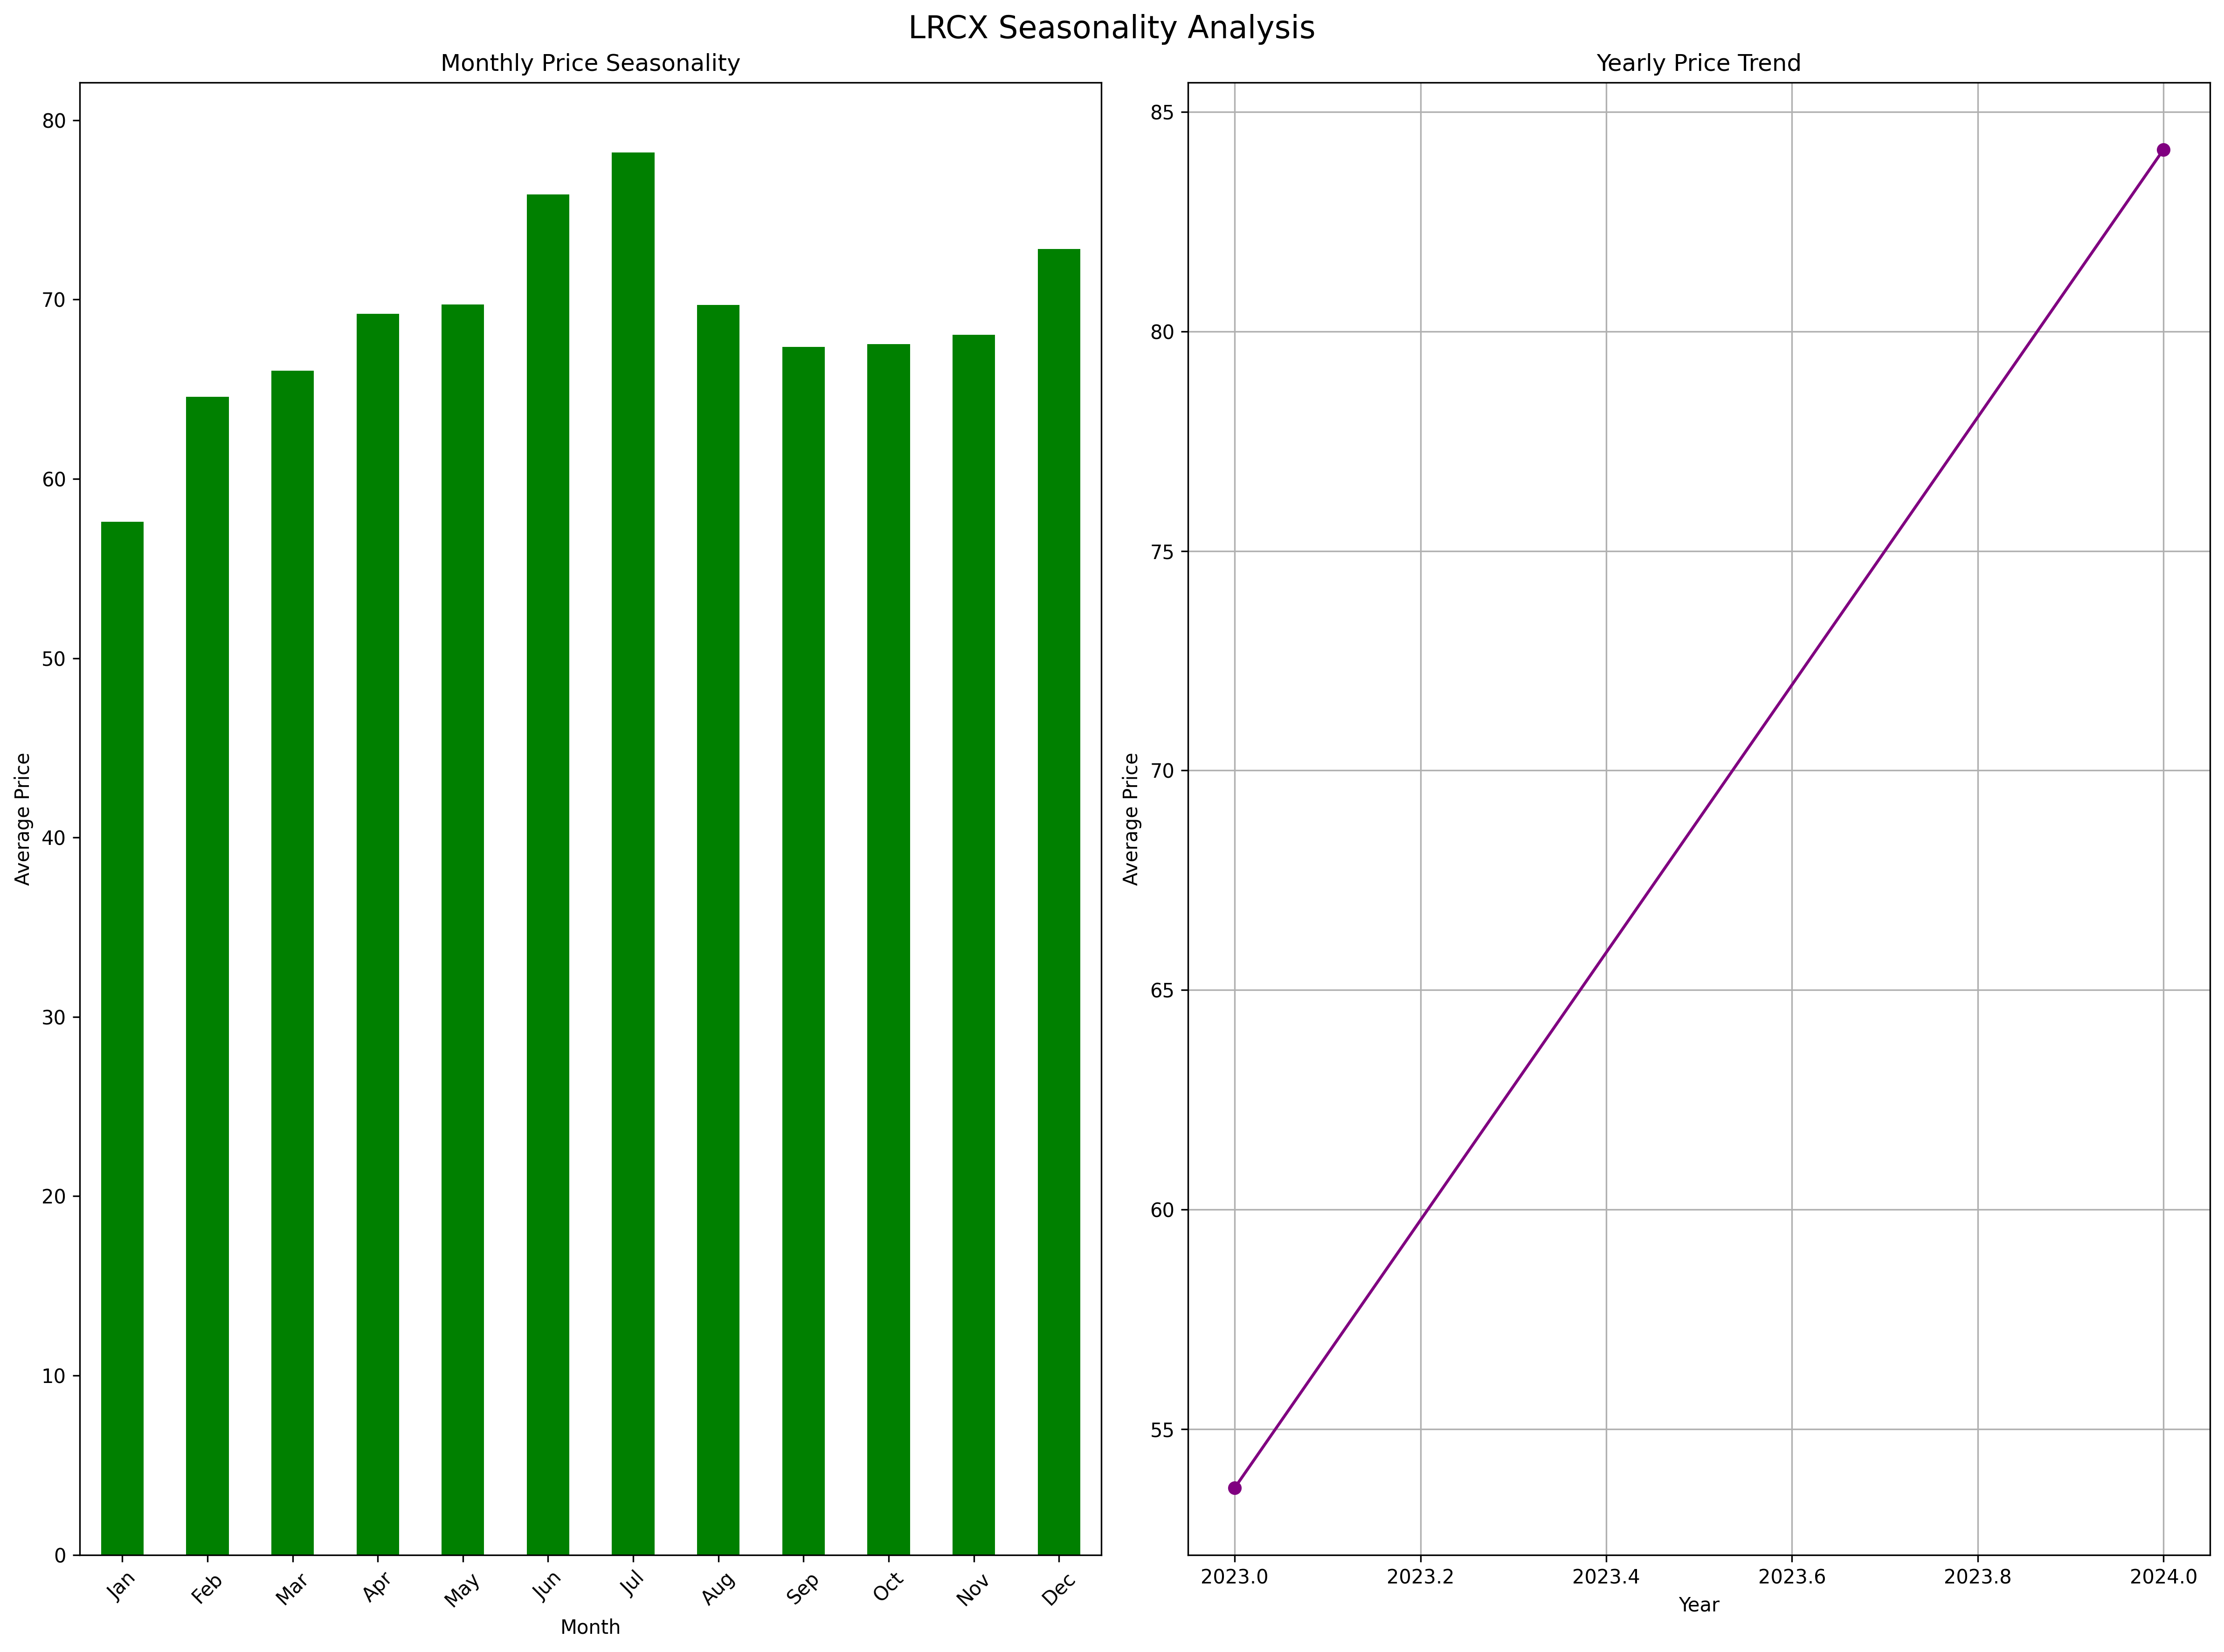 LRCX Seasonality Analysis
Monthly Price Seasonality
80
70
60
50
40
30
20
10
0
Average Price
Jan
Feb
Mar
Apr
May
Jun
Jul
Aug
Sep
Oct
Nov
Dec
Month
Yearly Price Trend
85
80
75
70
65
60
55
Average Price
2023.0
2023.2
2023.4
2023.6
2023.8
2024.0
Year